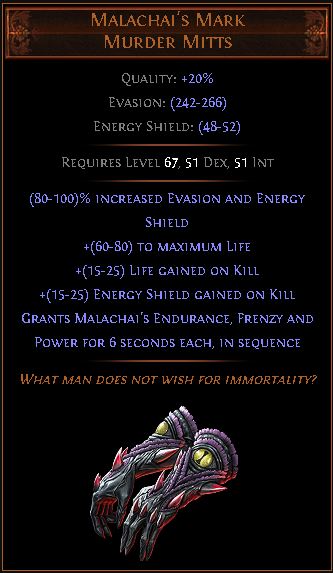 Malachai's Mark
Murder Mitts
Quality: +20%
Evasion: (242-266)
Energy Shield: (48-52)
Requires Level 67, 51 Dex, 51 Int
(80-100)% increased Evasion and Energy
Shield
+(60-80) to maximum Life
+(15-25) Life gained on Kill
+(15-25) Energy Shield gained on Kill
Grants Malachai's Endurance, Frenzy and
Power for 6 seconds each, in sequence
What man does not wish for immortality?